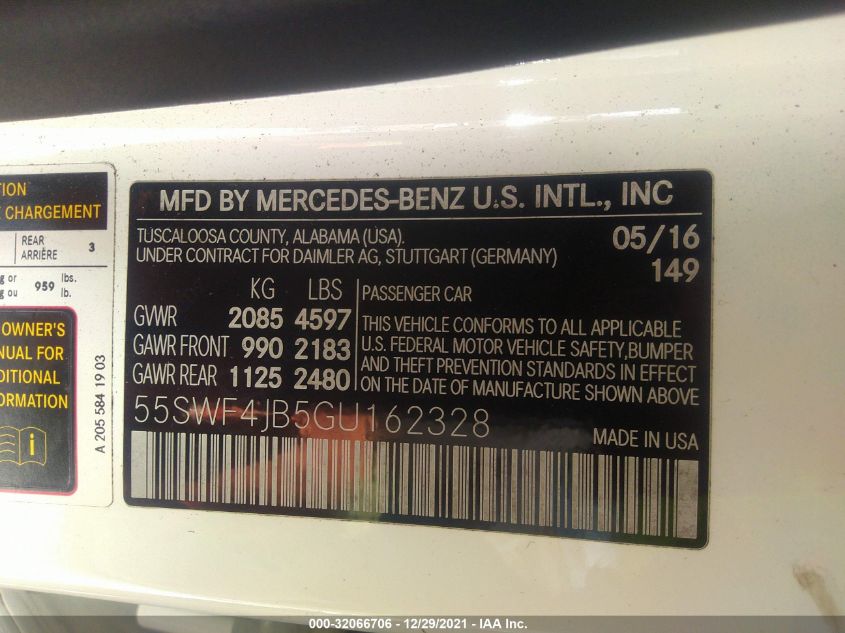 TION
CHARGEMENT
REAR
ARRIÈRE 3
g or
g ou 959 lbs.
lb.
OWNER'S
NUAL FOR
DITIONAL
FORMATION
i
A 205 584 19 03
MFD BY MERCEDES-BENZ U.S. INTL., INC
TUSCALOOSA COUNTY, ALABAMA (USA). 05/16
UNDER CONTRACT FOR DAIMLER AG, STUTTGART (GERMANY) 149
KG LBS PASSENGER CAR
GVWR 2085 4597
GAWR FRONT 990 2183
GAWR REAR 1125 2480
THIS VEHICLE CONFORMS TO ALL APPLICABLE
U.S. FEDERAL MOTOR VEHICLE SAFETY,BUMPER
AND THEFT PREVENTION STANDARDS IN EFFECT
ON THE DATE OF MANUFACTURE SHOWN ABOVE
55SWF4JB5GU162328 MADE IN USA
000-32066706 - 12/29/2021 - IAA Inc.